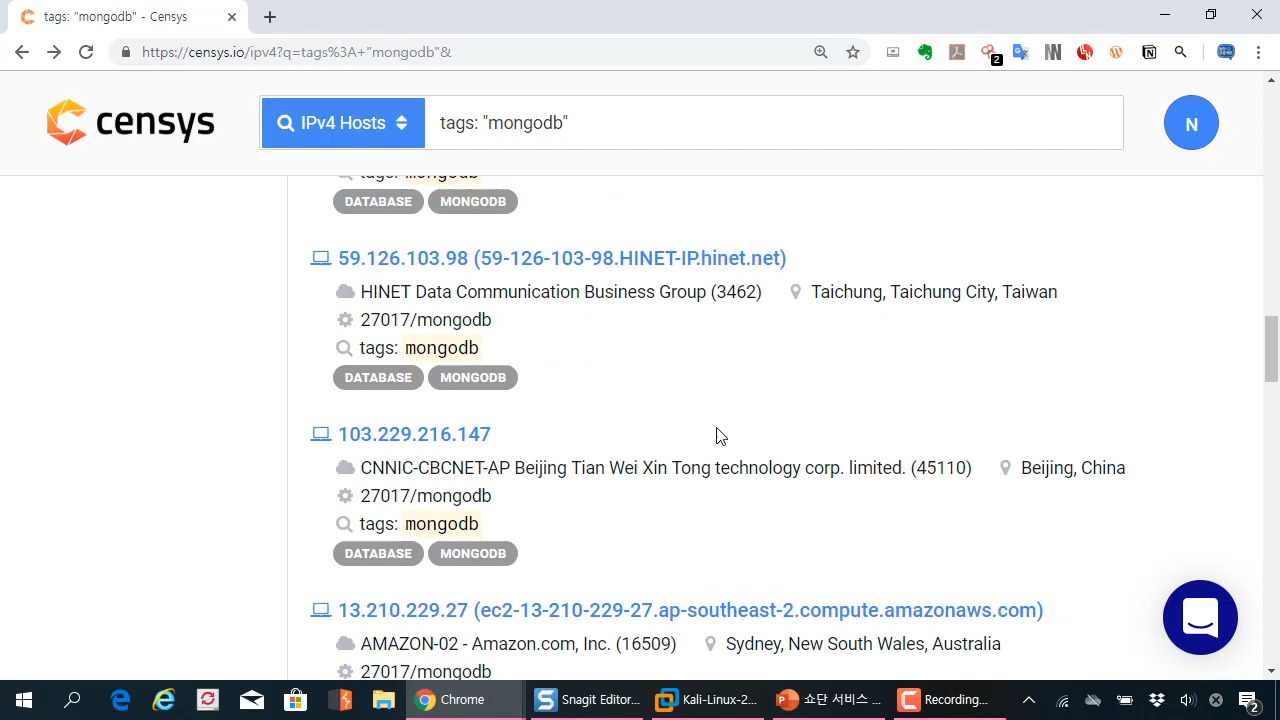 tags: "mongodb" - Censys
https://censys.io/ipv4?q=tags%3A+"mongodb"&
2
censys
IPv4 Hosts
tags: "mongodb"
N
tags: mongodb
DATABASE MONGODB
59.126.103.98 (59-126-103-98.HINET-IP.hinet.net)
HINET Data Communication Business Group (3462) Taichung, Taichung City, Taiwan
27017/mongodb
tags: mongodb
DATABASE MONGODB
103.229.216.147
CNNIC-CBCNET-AP Beijing Tian Wei Xin Tong technology corp. limited. (45110) Beijing, China
27017/mongodb
tags: mongodb
DATABASE MONGODB
13.210.229.27 (ec2-13-210-229-27.ap-southeast-2.compute.amazonaws.com)
AMAZON-02 - Amazon.com, Inc. (16509) Sydney, New South Wales, Australia
27017/mongodb
Chrome
Snagit Editor...
Kali-Linux-2...
쇼단 서비스 ...
Recording...
2